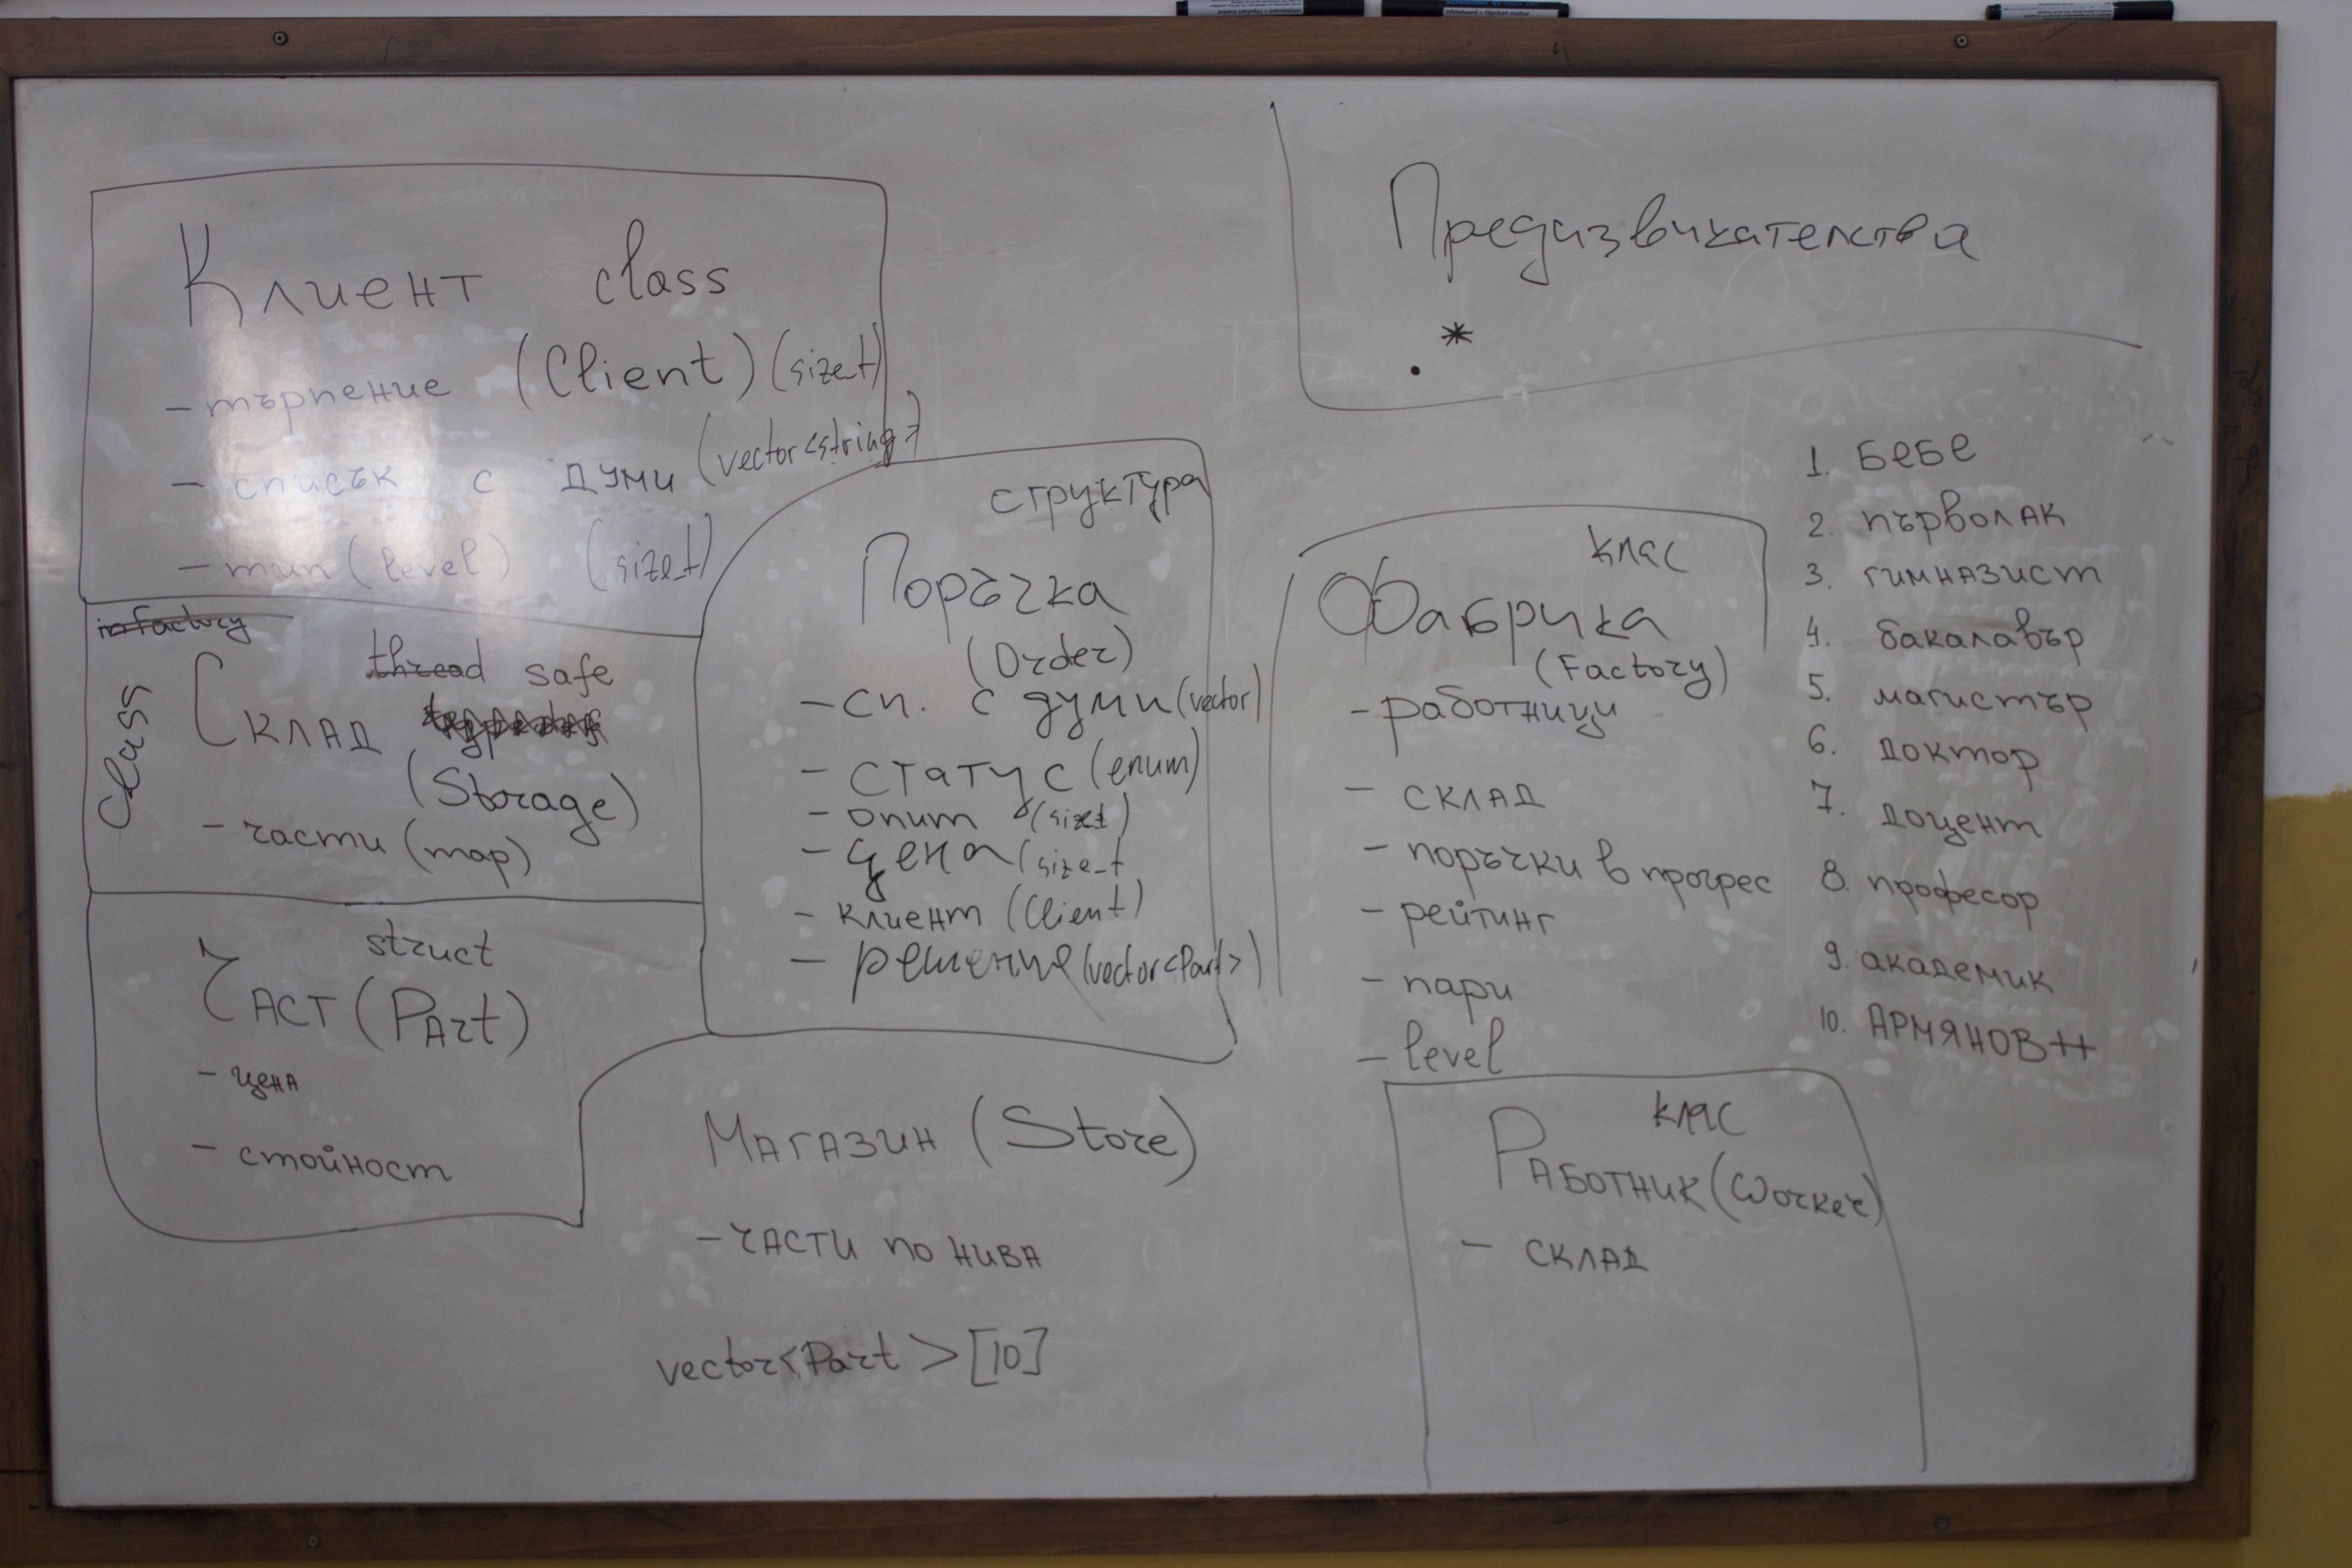 Клиент class
(Client) (size_t)
- търпение
- списък с думи (vector<string>)
- тип (level) (size_t)
in factory
class
thread safe
Склад
(Storage)
- части (map)
struct
Част (Part)
- цена
- стойност
структура
Поръчка
(Order)
- сп. с думи (vector)
- статус (enum)
- опит (size_t)
- цена (size_t
- клиент (Client)
- решение (vector<Part>)
Магазин (Store)
- части по нива
vector<Part>[10]
Предизвикателства
*
.
клас
Фабрика
(Factory)
- работници
- склад
- поръчки в прогрес
- рейтинг
- пари
- level
1. Бебе
2. първолак
3. гимназист
4. бакалавър
5. магистър
6. доктор
7. доцент
8. професор
9. академик
10. АРМЯНОВ++
клас
Работник (Worker)
- склад